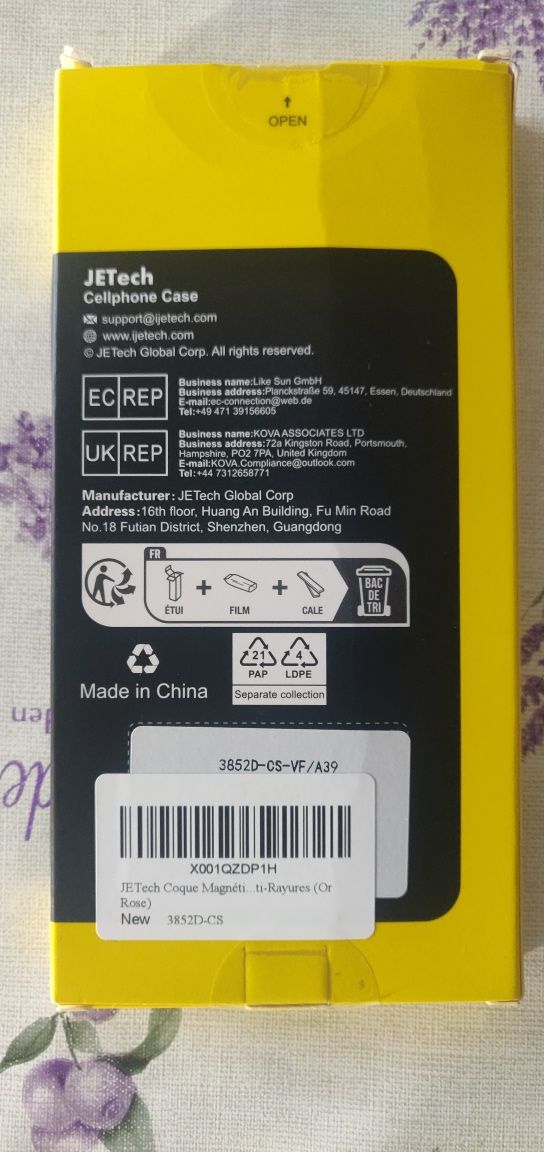 OPEN
JETech
Cellphone Case
support@ijetech.com
www.ijetech.com
© JETech Global Corp. All rights reserved.
EC REP
Business name:Like Sun GmbH
Business address:Planckstraße 59, 45147, Essen, Deutschland
E-mail:ec-connection@web.de
Tel:+49 471 39156605
UK REP
Business name:KOVA ASSOCIATES LTD
Business address:72a Kingston Road, Portsmouth,
Hampshire, PO2 7PA, United Kingdom
E-mail:KOVA.Compliance@outlook.com
Tel:+44 7312658771
Manufacturer: JETech Global Corp
Address:16th floor, Huang An Building, Fu Min Road
No.18 Futian District, Shenzhen, Guangdong
FR
ÉTUI + FILM + CALE
BAC
DE
TRI
Made in China
21 4
PAP LDPE
Separate collection
3852D-CS-VF/A39
X001QZDP1H
JETech Coque Magnéti...ti-Rayures (Or
Rose)
New 3852D-CS